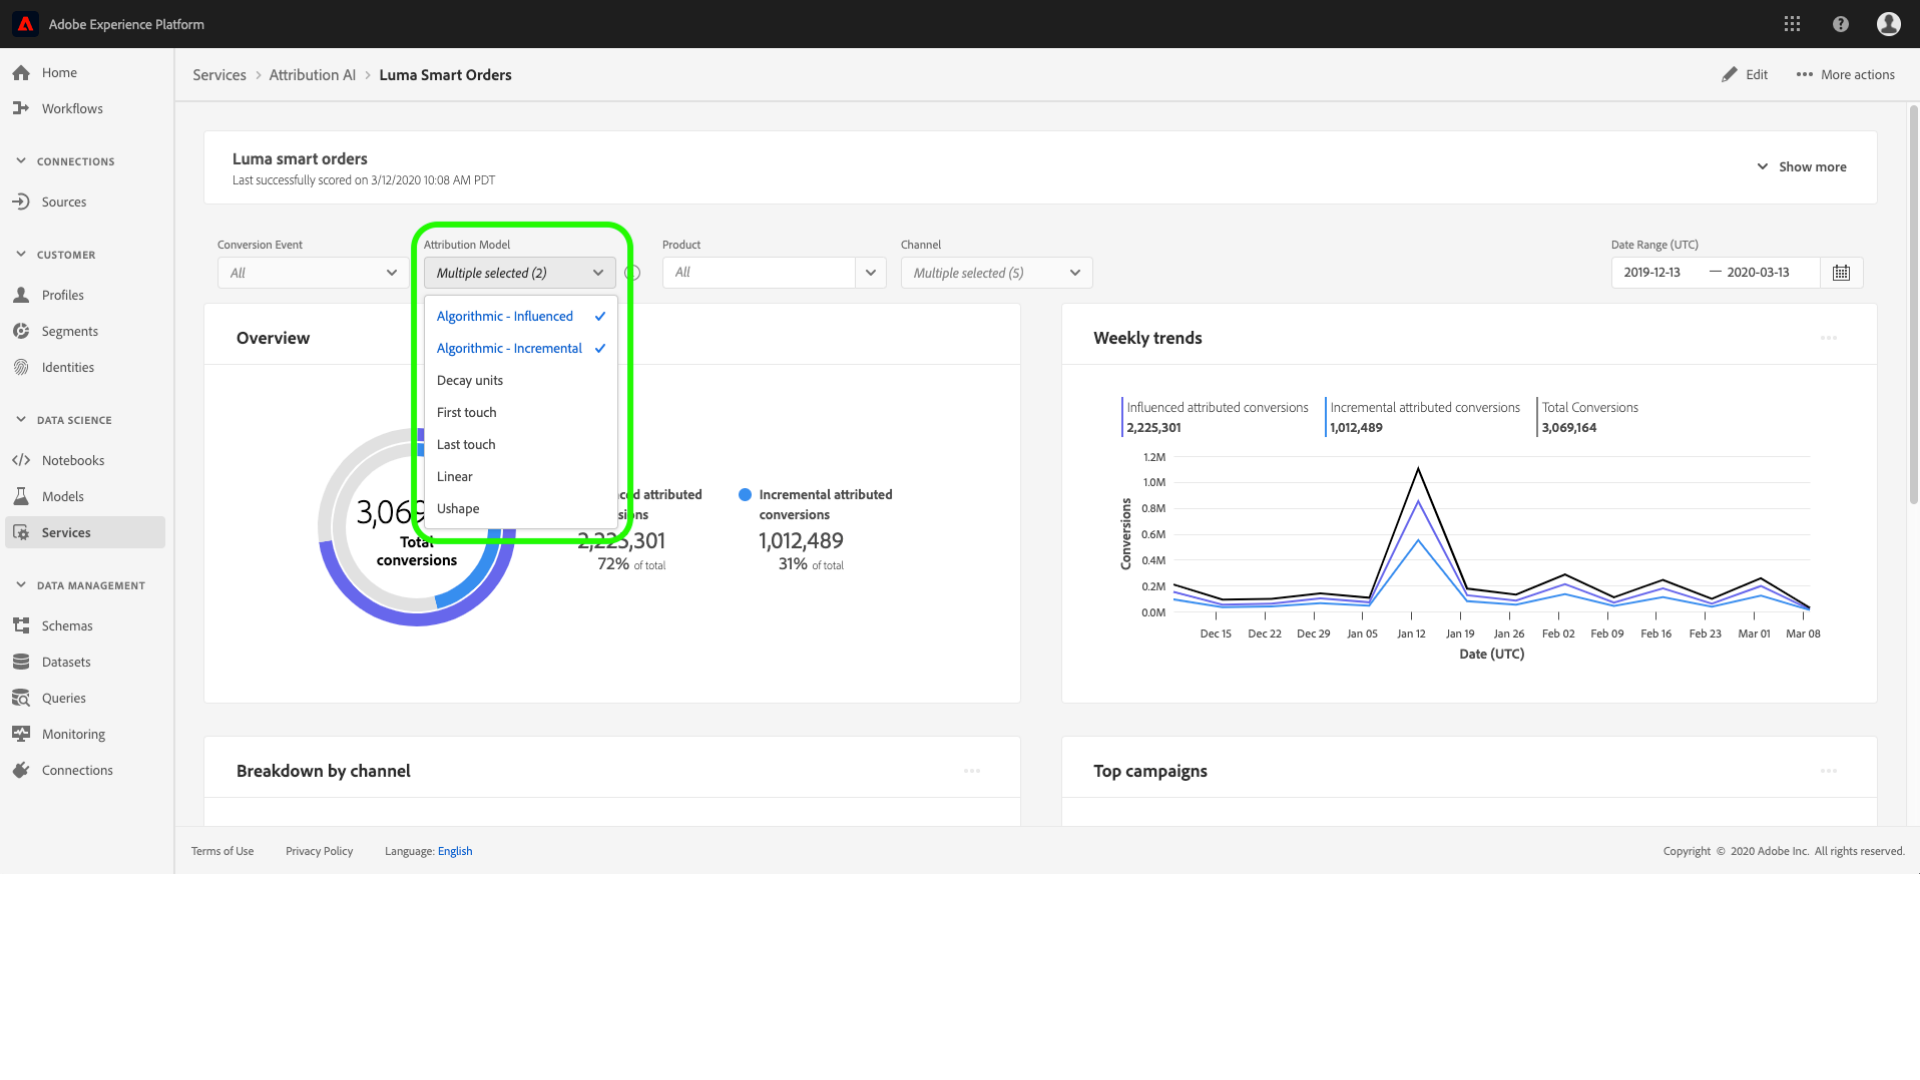 Adobe Experience Platform
Home
Workflows
CONNECTIONS
Sources
CUSTOMER
Profiles
Segments
Identities
DATA SCIENCE
Notebooks
Models
Services
DATA MANAGEMENT
Schemas
Datasets
Queries
Monitoring
Connections
Services > Attribution AI > Luma Smart Orders
Edit
More actions
Luma smart orders
Last successfully scored on 3/12/2020 10:08 AM PDT
Show more
Conversion Event
All
Attribution Model
Multiple selected (2)
Algorithmic - Influenced
Algorithmic - Incremental
Decay units
First touch
Last touch
Linear
Ushape
Product
All
Channel
Multiple selected (5)
Date Range (UTC)
2019-12-13 — 2020-03-13
Overview
3,069
Total
conversions
attributed
2,225,301
72% of total
Incremental attributed
conversions
1,012,489
31% of total
Weekly trends
Influenced attributed conversions
2,225,301
Incremental attributed conversions
1,012,489
Total Conversions
3,069,164
Conversions
1.2M
1.0M
0.8M
0.6M
0.4M
0.2M
0.0M
Dec 15 Dec 22 Dec 29 Jan 05 Jan 12 Jan 19 Jan 26 Feb 02 Feb 09 Feb 16 Feb 23 Mar 01 Mar 08
Date (UTC)
Breakdown by channel
Top campaigns
Terms of Use
Privacy Policy
Language: English
Copyright © 2020 Adobe Inc. All rights reserved.